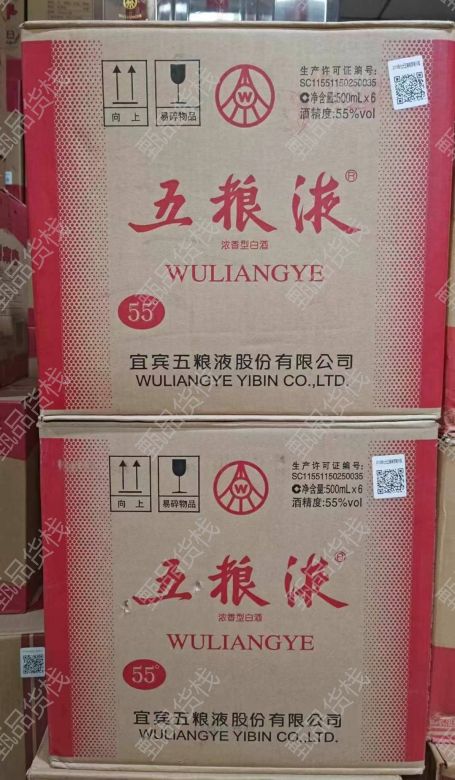 生产许可证编号:
SC11551150250035
净含量:500mL×6
酒精度:55%vol
向上
易碎物品
W
五粮液®
浓香型白酒
WULIANGYE
55°
宜宾五粮液股份有限公司
WULIANGYE YIBIN CO.,LTD.
生产许可证编号:
SC11551150250035
净含量:500mL×6
酒精度:55%vol
向上
易碎物品
W
五粮液®
浓香型白酒
WULIANGYE
55°
宜宾五粮液股份有限公司
WULIANGYE YIBIN CO.,LTD.
甄品货栈